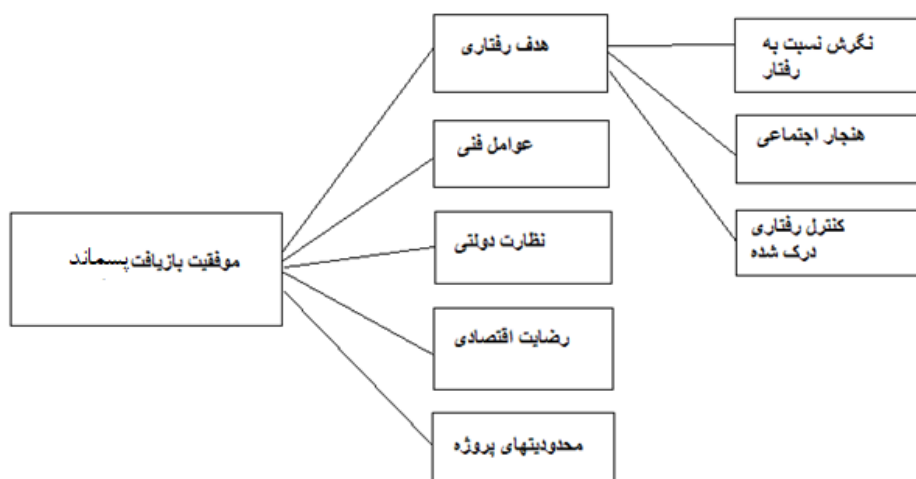 هدف رفتاری
نگرش نسبت به
رفتار
عوامل فنی
هنجار اجتماعی
نظارت دولتی
کنترل رفتاری
درک شده
موفقیت بازیافت پسماند
رضایت اقتصادی
محدودیتهای پروژه